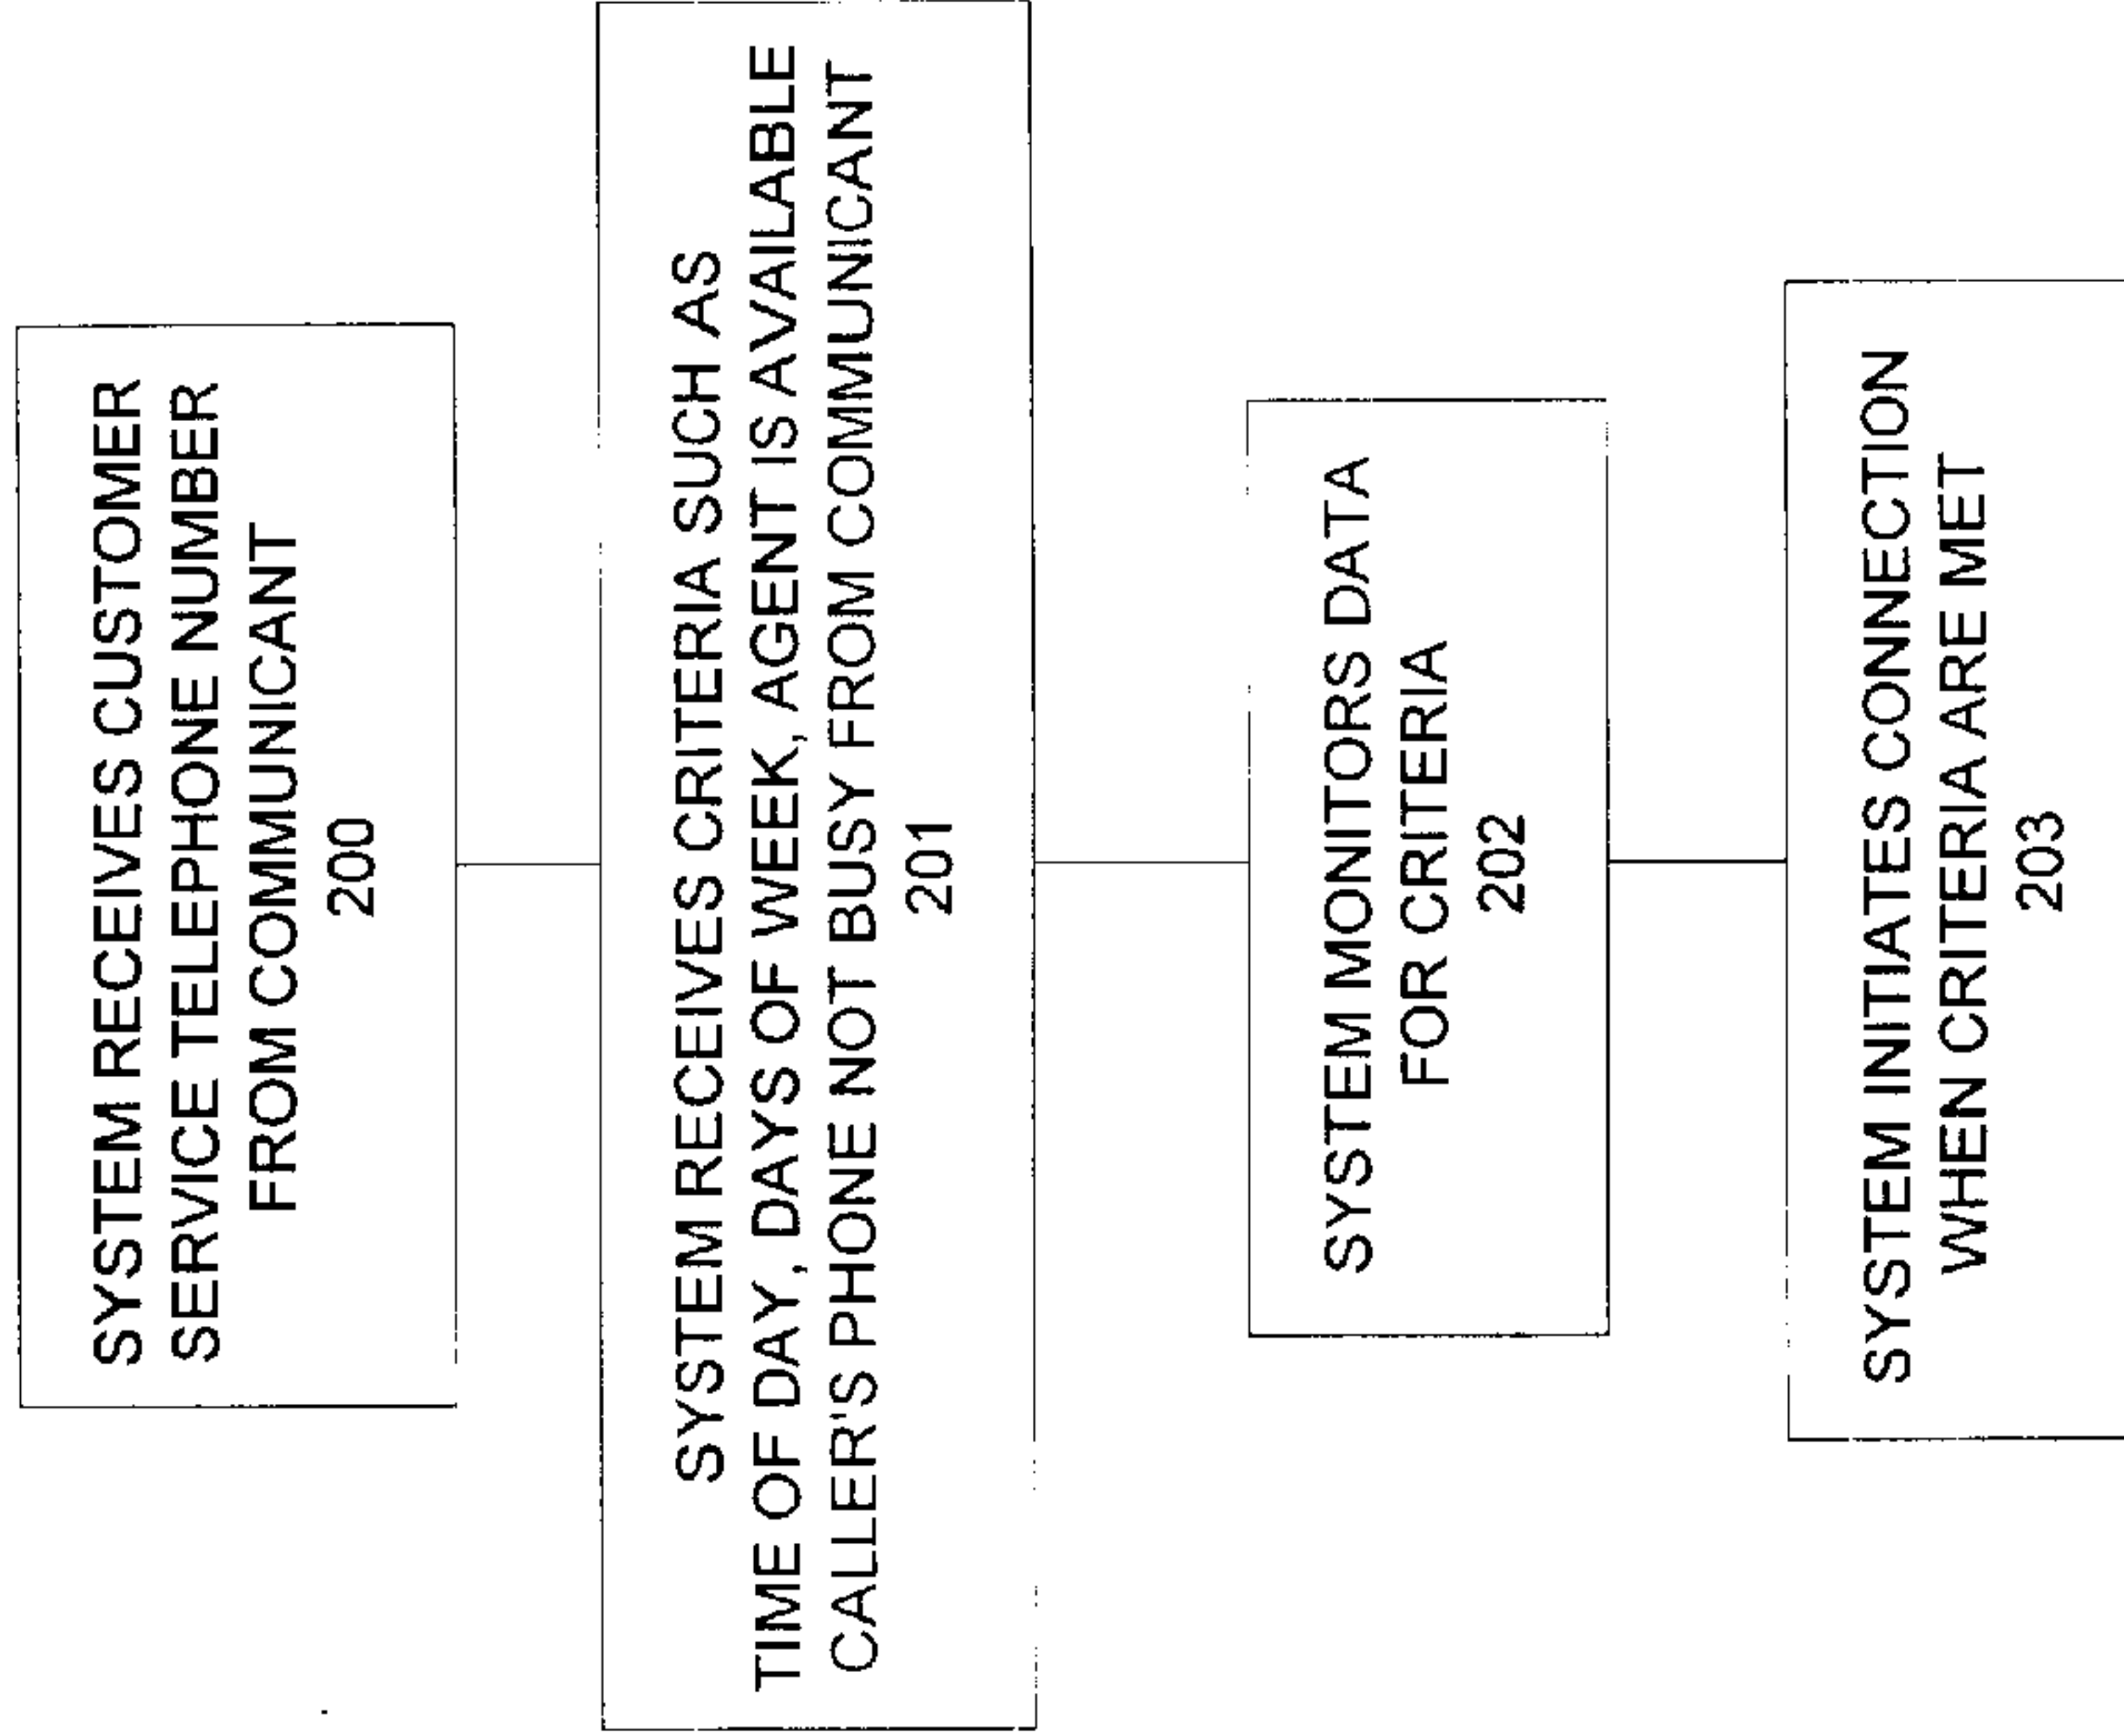 SYSTEM RECEIVES CUSTOMER
SERVICE TELEPHONE NUMBER
FROM COMMUNICANT
200
SYSTEM RECEIVES CRITERIA SUCH AS
TIME OF DAY, DAYS OF WEEK, AGENT IS AVAILABLE
CALLER'S PHONE NOT BUSY FROM COMMUNICANT
201
SYSTEM MONITORS DATA
FOR CRITERIA
202
SYSTEM INITIATES CONNECTION
WHEN CRITERIA ARE MET
203